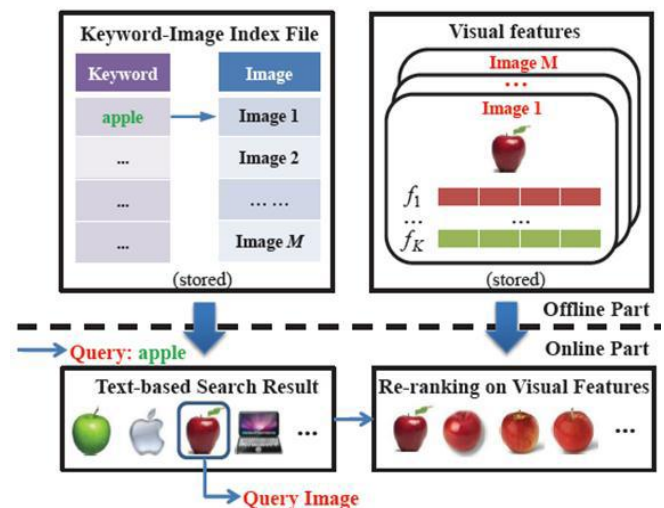 Keyword-Image Index File
Keyword
Image
apple
Image 1
...
Image 2
...
... ...
...
Image M
(stored)
Visual features
Image M
...
Image 1
f1
...
...
fK
(stored)
Offline Part
Online Part
Query: apple
Text-based Search Result
...
Query Image
Re-ranking on Visual Features
...